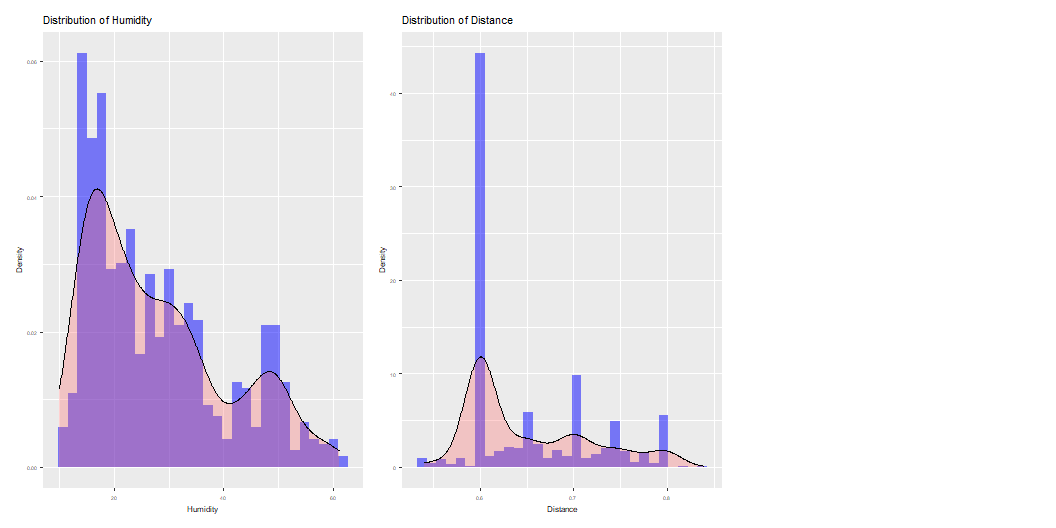 Distribution of Humidity
Density
0.06
0.04
0.02
0.00
20
40
60
Humidity
Distribution of Distance
Density
40
30
20
10
0
0.6
0.7
0.8
Distance